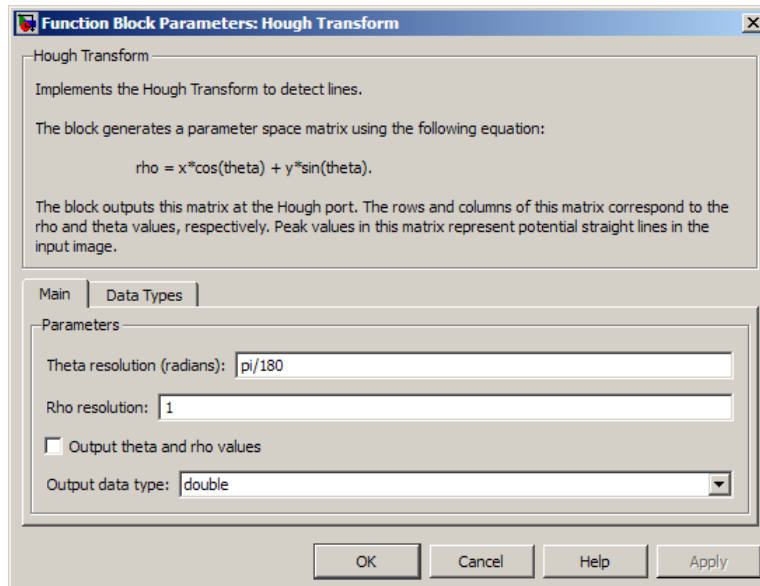 Function Block Parameters: Hough Transform
Hough Transform
Implements the Hough Transform to detect lines.
The block generates a parameter space matrix using the following equation:
rho = x*cos(theta) + y*sin(theta).
The block outputs this matrix at the Hough port. The rows and columns of this matrix correspond to the
rho and theta values, respectively. Peak values in this matrix represent potential straight lines in the
input image.
Main Data Types
Parameters
Theta resolution (radians): pi/180
Rho resolution: 1
Output theta and rho values
Output data type: double
OK Cancel Help Apply